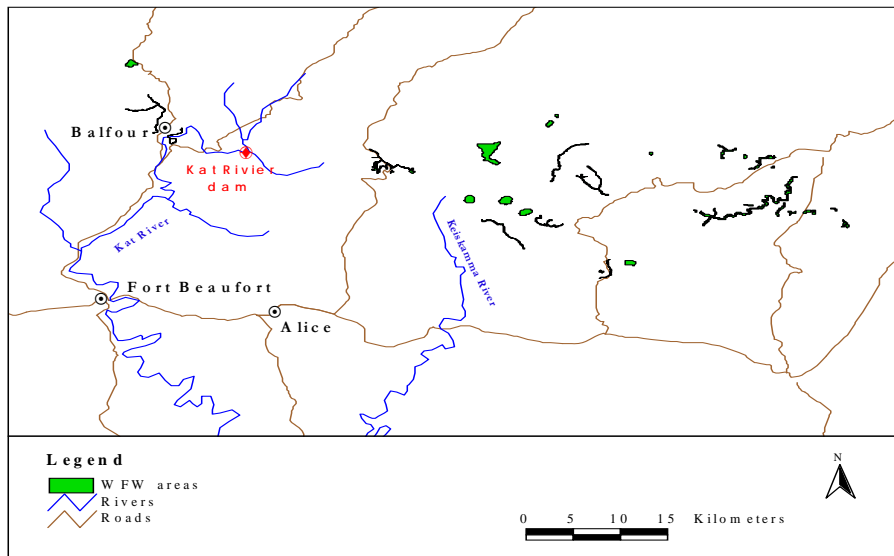 Balfour
Kat Rivier
dam
Kat River
Keiskamma River
Fort Beaufort
Alice
Legend
WFW areas
Rivers
Roads
N
0 5 10 15 Kilometers